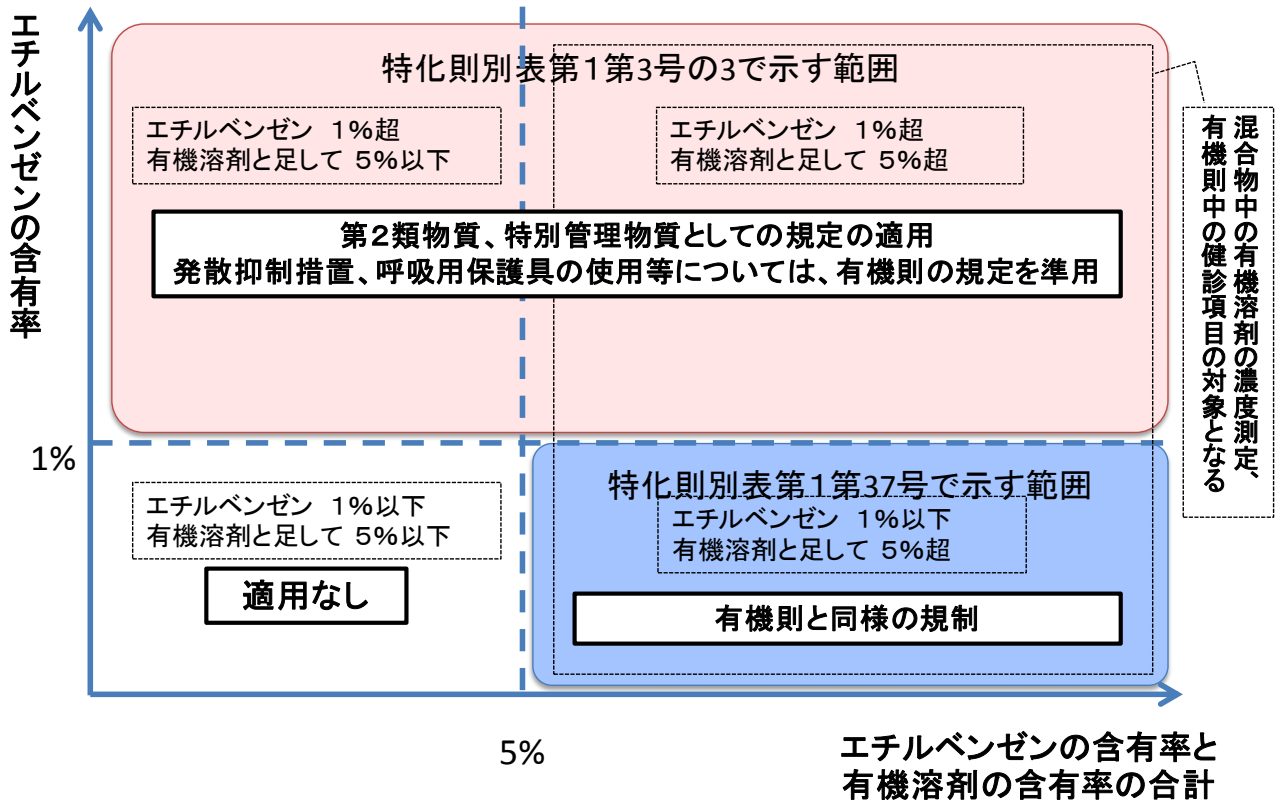 エチルベンゼンの含有率
特化則別表第1第3号の3で示す範囲
エチルベンゼン 1%超
有機溶剤と足して 5%以下
エチルベンゼン 1%超
有機溶剤と足して 5%超
第2類物質、特別管理物質としての規定の適用
発散抑制措置、呼吸用保護具の使用等については、有機則の規定を準用
混合物中の有機溶剤の濃度測定、
有機則中の健診項目の対象となる
1%
エチルベンゼン 1%以下
有機溶剤と足して 5%以下
適用なし
特化則別表第1第37号で示す範囲
エチルベンゼン 1%以下
有機溶剤と足して 5%超
有機則と同様の規制
5%
エチルベンゼンの含有率と
有機溶剤の含有率の合計